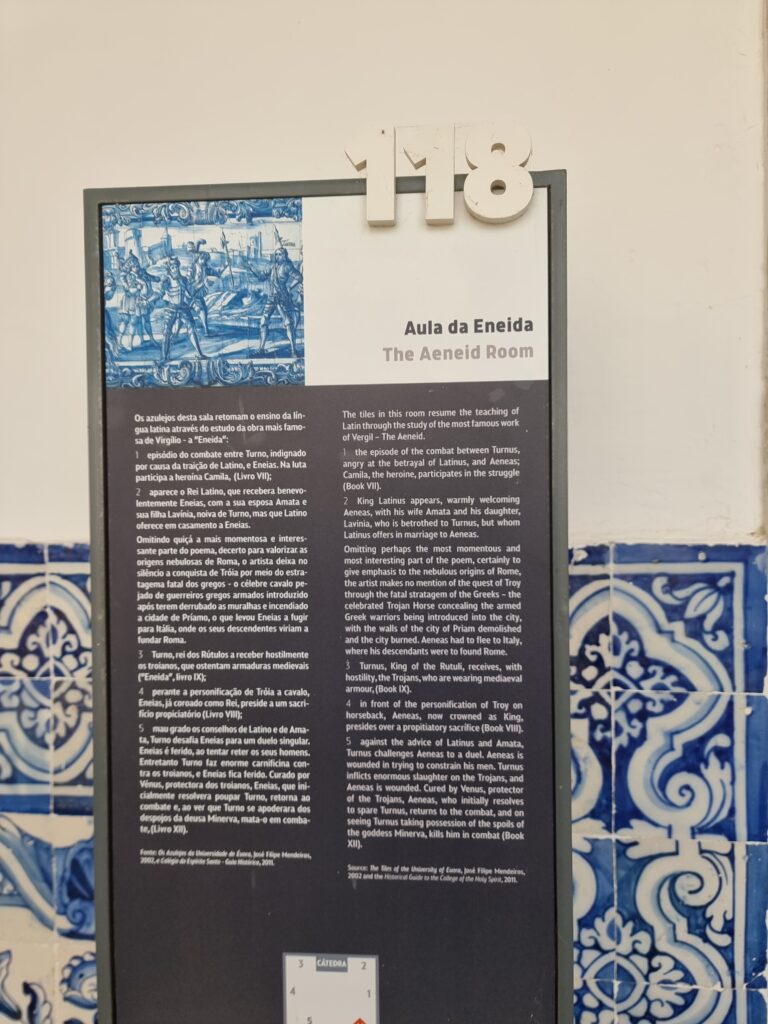 118
Aula da Eneida
The Aeneid Room
Os azulejos desta sala retomam o ensino da lín-
gua latina através do estudo da obra mais famo-
sa de Virgílio - a "Eneida":
1 episódio do combate entre Turno, indignado
por causa da traição de Latino, e Eneias. Na luta
participa a heroína Camila, (Livro VII);
2 aparece o Rei Latino, que recebera benevo-
lentemente Eneias, com a sua esposa Amata e
sua filha Lavínia, noiva de Turno, mas que Latino
oferece em casamento a Eneias.
Omitindo quiçá a mais momentosa e interes-
sante parte do poema, decerto para valorizar as
origens nebulosas de Roma, o artista deixa no
silêncio a conquista de Tróia por meio do estra-
tagema fatal dos gregos - o célebre cavalo pe-
jado de guerreiros gregos armados introduzido
após terem derrubado as muralhas e incendiado
a cidade de Príamo, o que levou Eneias a fugir
para Itália, onde os seus descendentes viriam a
fundar Roma.
3 Turno, rei dos Rútulos a receber hostilmente
os troianos, que ostentam armaduras medievais
("Eneida", livro IX);
4 perante a personificação de Tróia a cavalo,
Eneias, já coroado como Rei, preside a um sac-
rifício propiciatório (Livro VIII);
5 mau grado os conselhos de Latino e de Ama-
ta, Turno desafia Eneias para um duelo singular.
Eneias é ferido, ao tentar reter os seus homens.
Entretanto Turno faz enorme carnificina con-
tra os troianos, e Eneias fica ferido. Curado por
Vénus, protectora dos troianos, Eneias, que ini-
cialmente resolvera poupar Turno, retorna ao
combate e, ao ver que Turno se apoderara dos
despojos da deusa Minerva, mata-o em comba-
te,(Livro XII).
Fonte: Os Azulejos da Universidade de Évora, José Filipe Mendeiros,
2002, e Colégio do Espírito Santo - Guia Histórico, 2011.
The tiles in this room resume the teaching of
Latin through the study of the most famous work
of Vergil – The Aeneid.
1 the episode of the combat between Turnus,
angry at the betrayal of Latinus, and Aeneas;
Camila, the heroine, participates in the struggle
(Book VII).
2 King Latinus appears, warmly welcoming
Aeneas, with his wife Amata and his daughter,
Lavinia, who is betrothed to Turnus, but whom
Latinus offers in marriage to Aeneas.
Omitting perhaps the most momentous and
most interesting part of the poem, certainly to
give emphasis to the nebulous origins of Rome,
the artist makes no mention of the quest of Troy
through the fatal stratagem of the Greeks – the
celebrated Trojan Horse concealing the armed
Greek warriors being introduced into the city,
with the walls of the city of Priam demolished
and the city burned. Aeneas had to flee to Italy,
where his descendants were to found Rome.
3 Turnus, King of the Rutuli, receives, with
hostility, the Trojans, who are wearing mediaeval
armour, (Book IX).
4 in front of the personification of Troy on
horseback, Aeneas, now crowned as King,
presides over a propitiatory sacrifice (Book VIII).
5 against the advice of Latinus and Amata,
Turnus challenges Aeneas to a duel. Aeneas is
wounded in trying to constrain his men. Turnus
inflicts enormous slaughter on the Trojans, and
Aeneas is wounded. Cured by Venus, protector
of the Trojans, Aeneas, who initially resolves
to spare Turnus, returns to the combat, and on
seeing Turnus taking possession of the spoils of
the goddess Minerva, kills him in combat (Book
XII).
Source: The Tiles of the University of Évora, José Filipe Mendeiros,
2002 and the Historical Guide to the College of the Holy Spirit, 2011.
3 CÁTEDRA 2
4 1
5